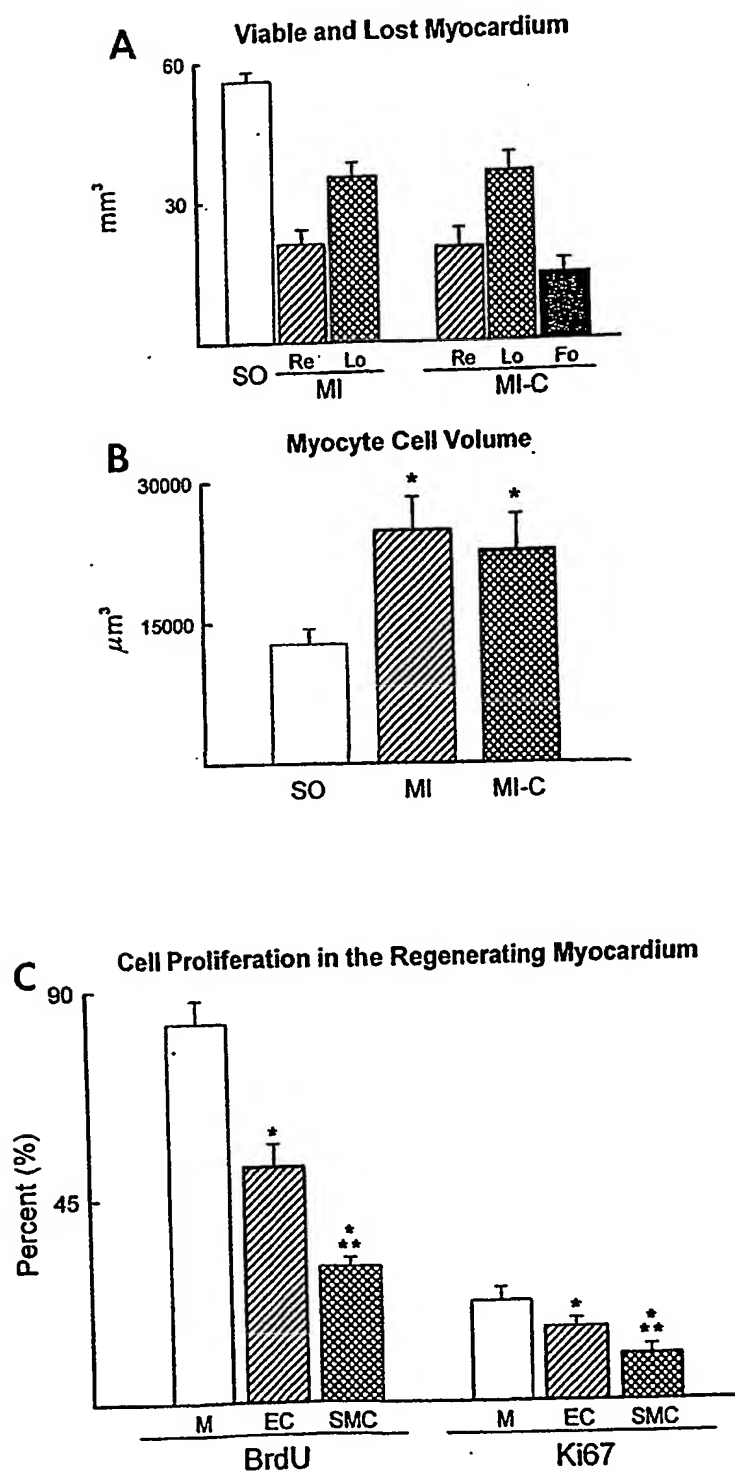 A
Viable and Lost Myocardium
60
30
mm³
SO
Re Lo
MI
Re Lo Fo
MI-C
B
Myocyte Cell Volume
*
*
30000
15000
μm³
SO MI MI-C
C
Cell Proliferation in the Regenerating Myocardium
90
45
Percent (%)
*
*
**
*
*
**
M EC SMC
BrdU
M EC SMC
Ki67